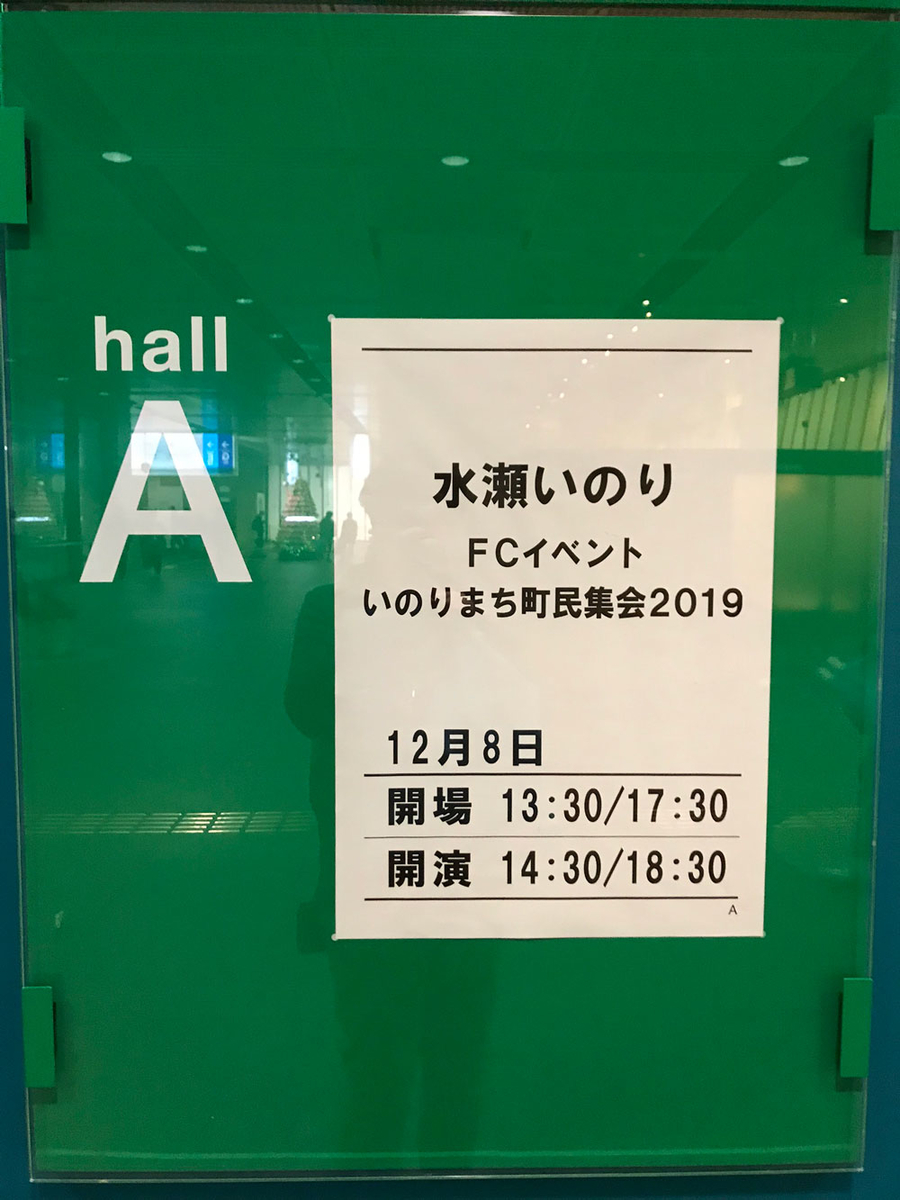 hall
A
水瀬いのり
FCイベント
いのりまち町民集会2019
12月8日
開場 13:30/17:30
開演 14:30/18:30
A